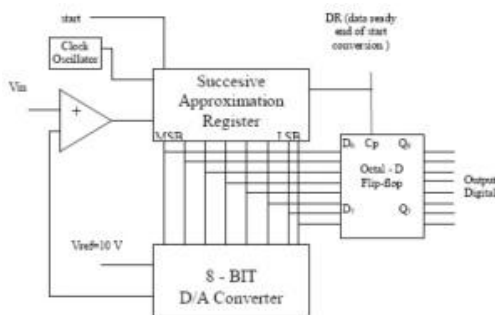 start
DR (data ready
end of start
conversion )
Clock
Oscillator
Vin
+
Succesive
Approximation
Register
MSB
LSB
D₀ Cp Q₀
Octal - D
Flip-flop
D₇ Q₇
Output
Digital
Vref=10 V
8 - BIT
D/A Converter